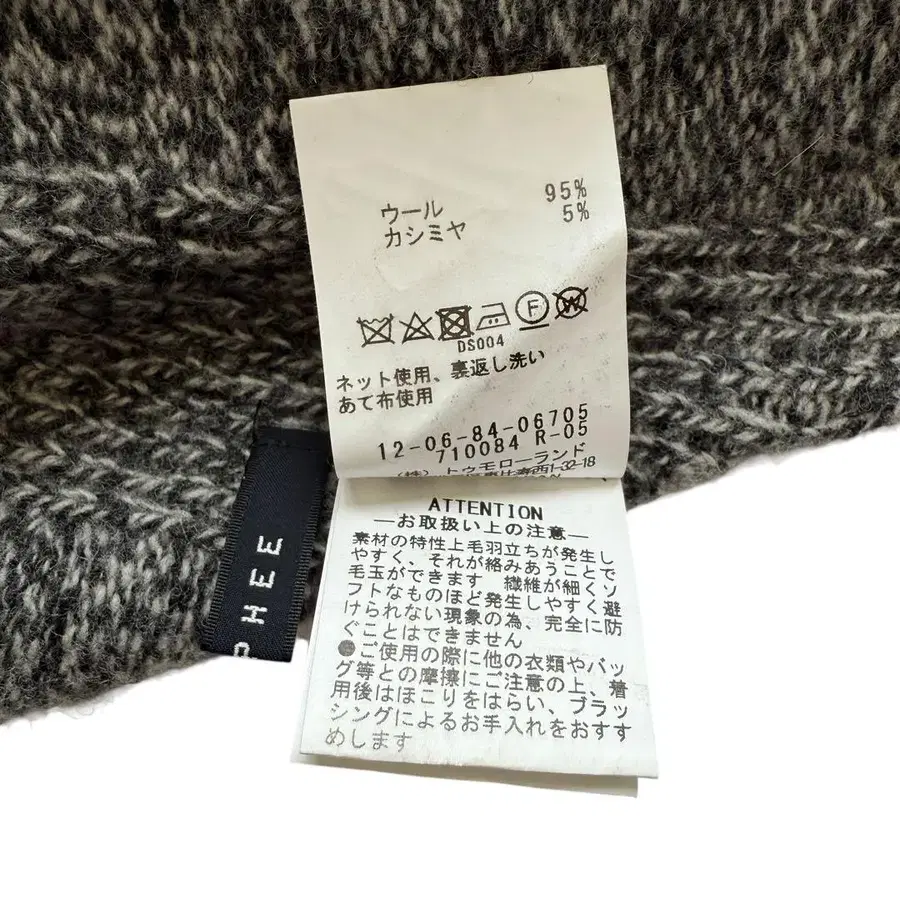 ウール 95%
カシミヤ 5%
F W
DS004
ネット使用、裏返し洗い
あて布使用
12-06-84-06705
710084 R-05
(株) トゥモローランド
西1-32-18
ATTENTION
—お取扱い上の注意—
素材の特性上毛羽立ちが発生し
やすく、それが絡みあうことで
毛玉ができます 繊維が細くソ
フトなものほど発生しやすく避
けられない現象の為、完全に防
ぐことはできません
●ご使用の際に他の衣類やバッ
グ等との摩擦にご注意の上、着
用後はほこりをはらい、ブラッ
シングによるお手入れをおすす
めします
PHEE